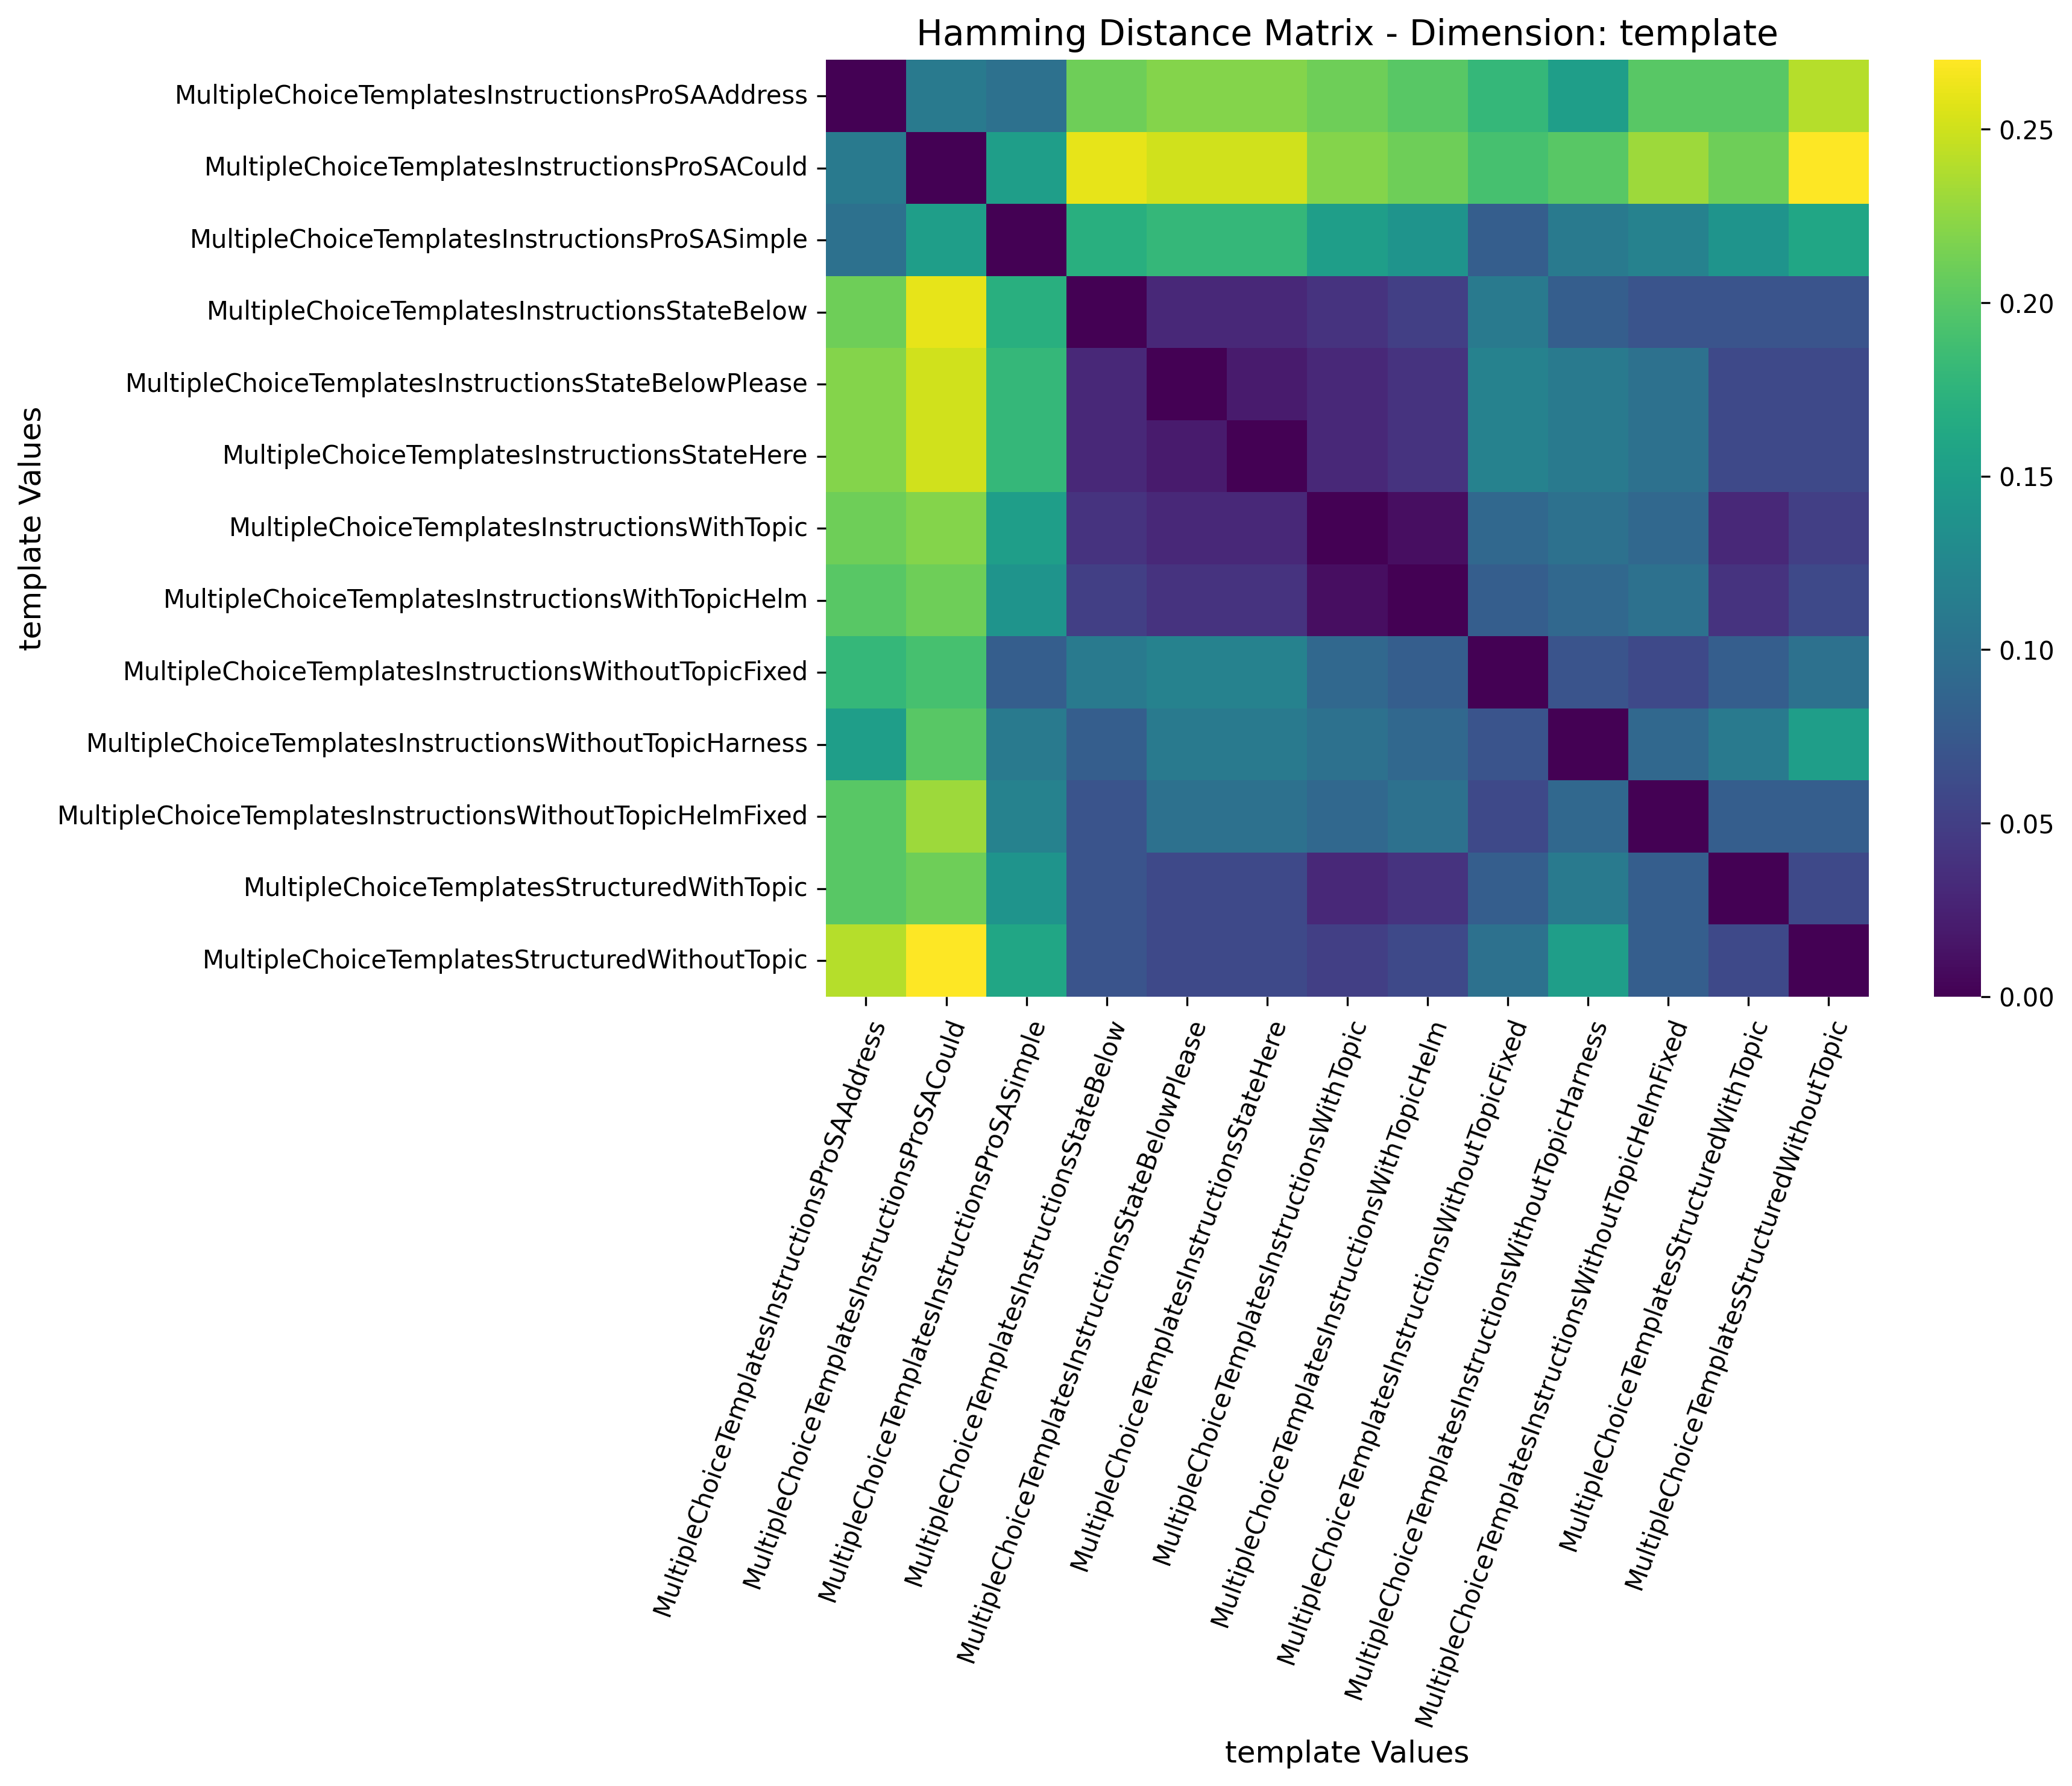 Hamming Distance Matrix - Dimension: template
template Values
MultipleChoiceTemplatesInstructionsProSAAddress
MultipleChoiceTemplatesInstructionsProSACould
MultipleChoiceTemplatesInstructionsProSASimple
MultipleChoiceTemplatesInstructionsStateBelow
MultipleChoiceTemplatesInstructionsStateBelowPlease
MultipleChoiceTemplatesInstructionsStateHere
MultipleChoiceTemplatesInstructionsWithTopic
MultipleChoiceTemplatesInstructionsWithTopicHelm
MultipleChoiceTemplatesInstructionsWithoutTopicFixed
MultipleChoiceTemplatesInstructionsWithoutTopicHarness
MultipleChoiceTemplatesInstructionsWithoutTopicHelmFixed
MultipleChoiceTemplatesStructuredWithTopic
MultipleChoiceTemplatesStructuredWithoutTopic
0.25
0.20
0.15
0.10
0.05
0.00
MultipleChoiceTemplatesInstructionsProSAAddress
MultipleChoiceTemplatesInstructionsProSACould
MultipleChoiceTemplatesInstructionsProSASimple
MultipleChoiceTemplatesInstructionsStateBelow
MultipleChoiceTemplatesInstructionsStateBelowPlease
MultipleChoiceTemplatesInstructionsStateHere
MultipleChoiceTemplatesInstructionsWithTopic
MultipleChoiceTemplatesInstructionsWithTopicHelm
MultipleChoiceTemplatesInstructionsWithoutTopicFixed
MultipleChoiceTemplatesInstructionsWithoutTopicHarness
MultipleChoiceTemplatesInstructionsWithoutTopicHelmFixed
MultipleChoiceTemplatesStructuredWithTopic
MultipleChoiceTemplatesStructuredWithoutTopic
template Values